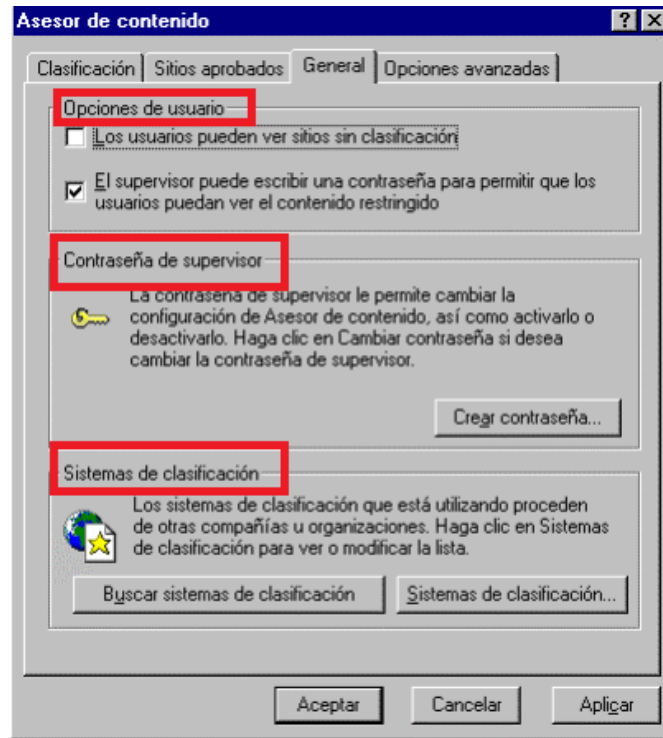 Asesor de contenido
Clasificación Sitios aprobados General Opciones avanzadas
Opciones de usuario
Los usuarios pueden ver sitios sin clasificación
El supervisor puede escribir una contraseña para permitir que los
usuarios puedan ver el contenido restringido
Contraseña de supervisor
La contraseña de supervisor le permite cambiar la
configuración de Asesor de contenido, así como activarlo o
desactivarlo. Haga clic en Cambiar contraseña si desea
cambiar la contraseña de supervisor.
Crear contraseña...
Sistemas de clasificación
Los sistemas de clasificación que está utilizando proceden
de otras compañías u organizaciones. Haga clic en Sistemas
de clasificación para ver o modificar la lista.
Buscar sistemas de clasificación Sistemas de clasificación...
Aceptar Cancelar Aplicar